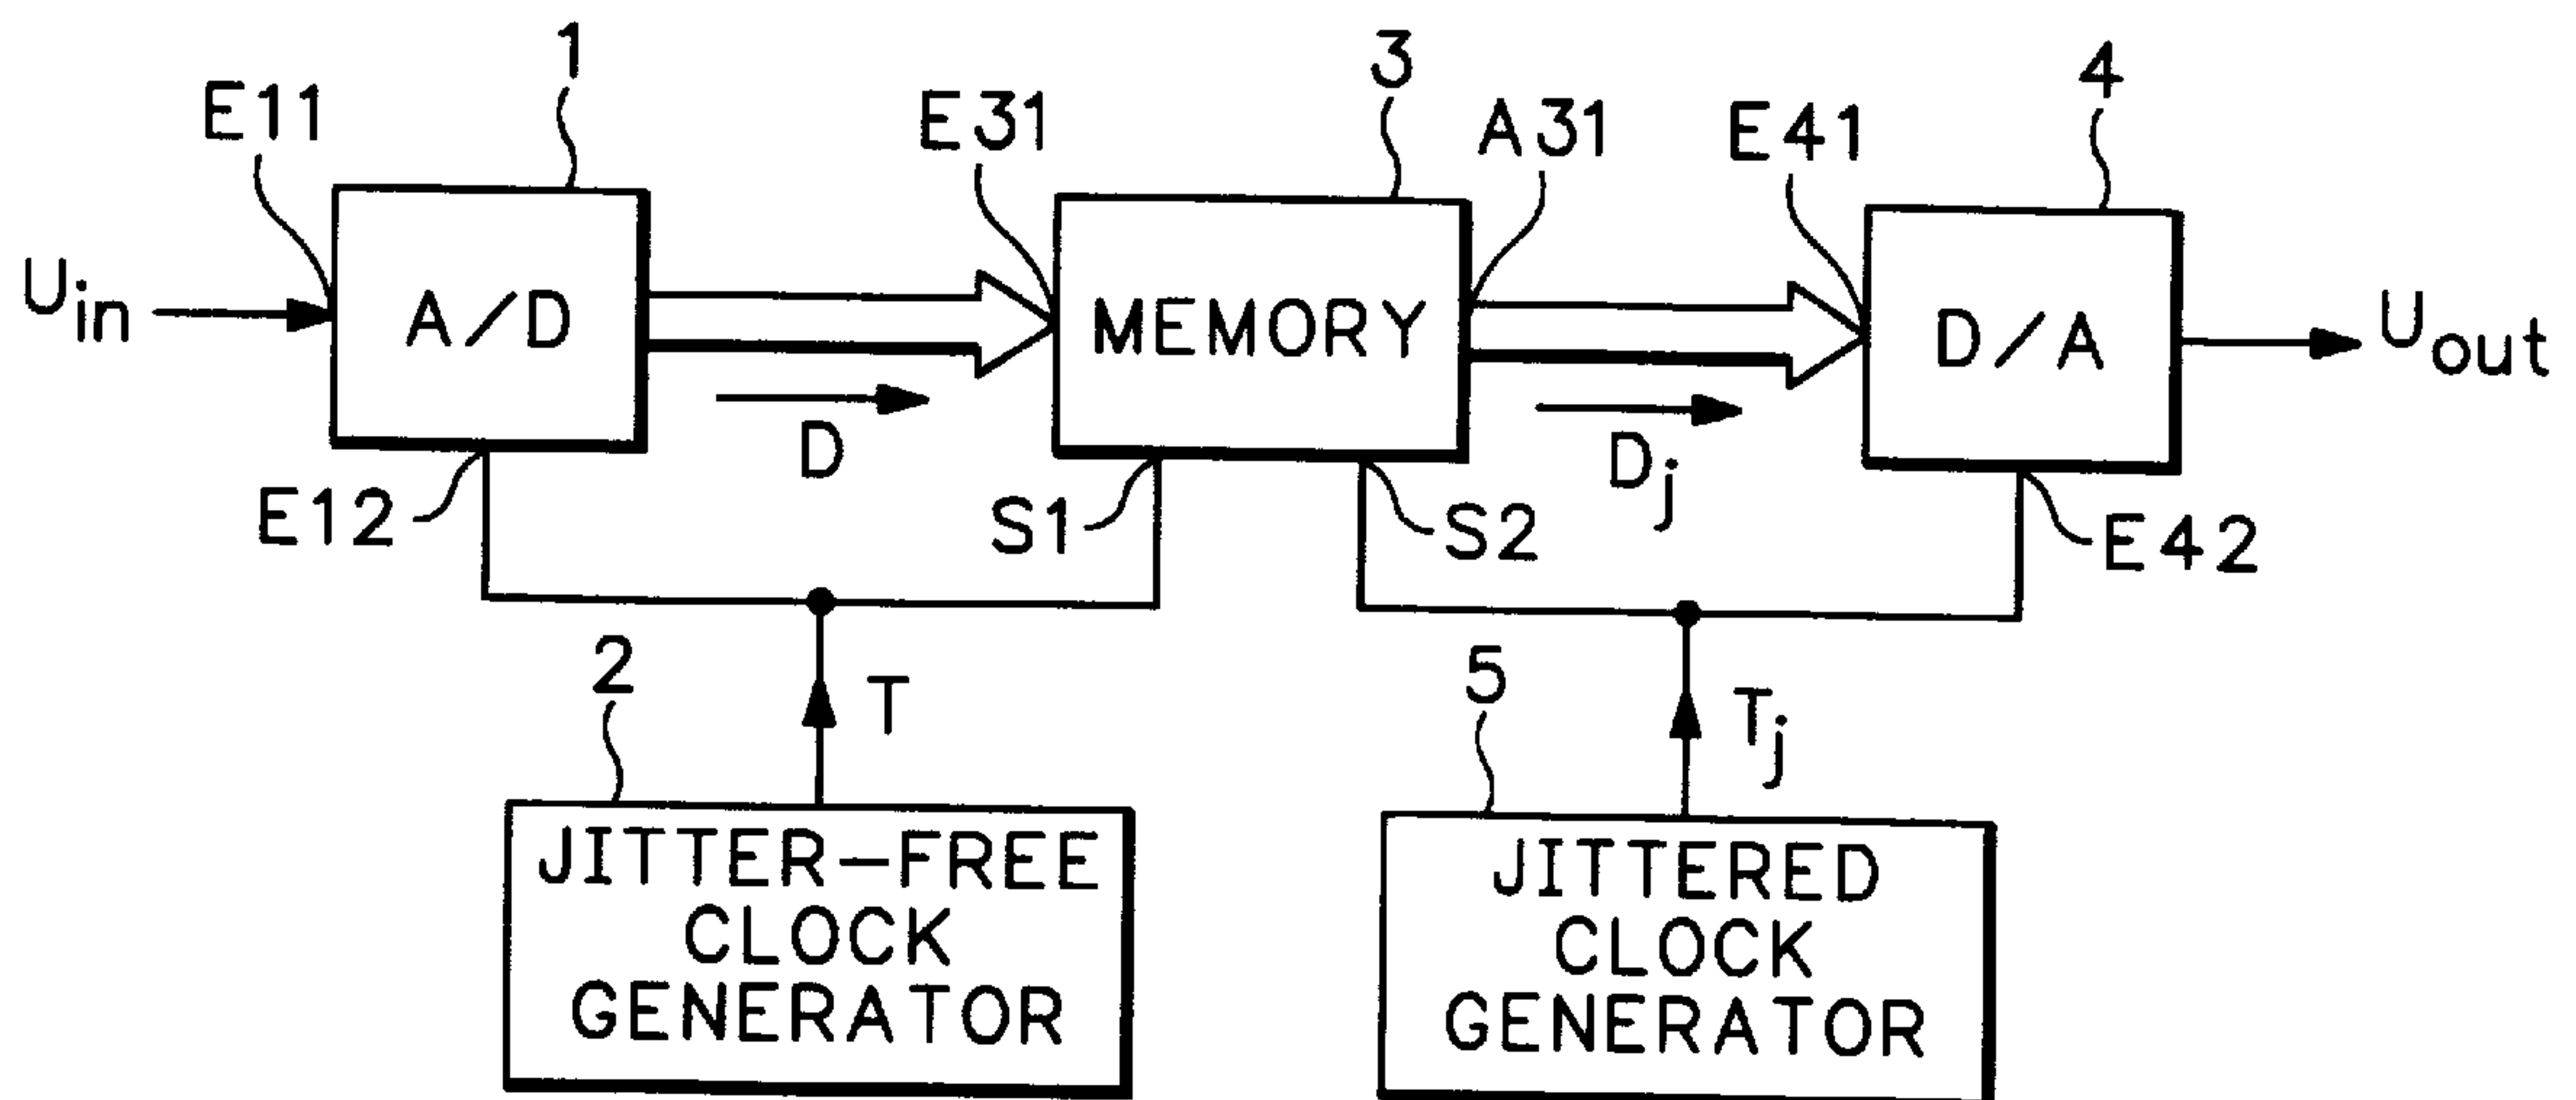 1
3
4
E11
E31
A31
E41
Uin
A/D
MEMORY
D/A
Uout
D
Dj
E12
S1
S2
E42
2
T
5
Tj
JITTER-FREE
CLOCK
GENERATOR
JITTERED
CLOCK
GENERATOR